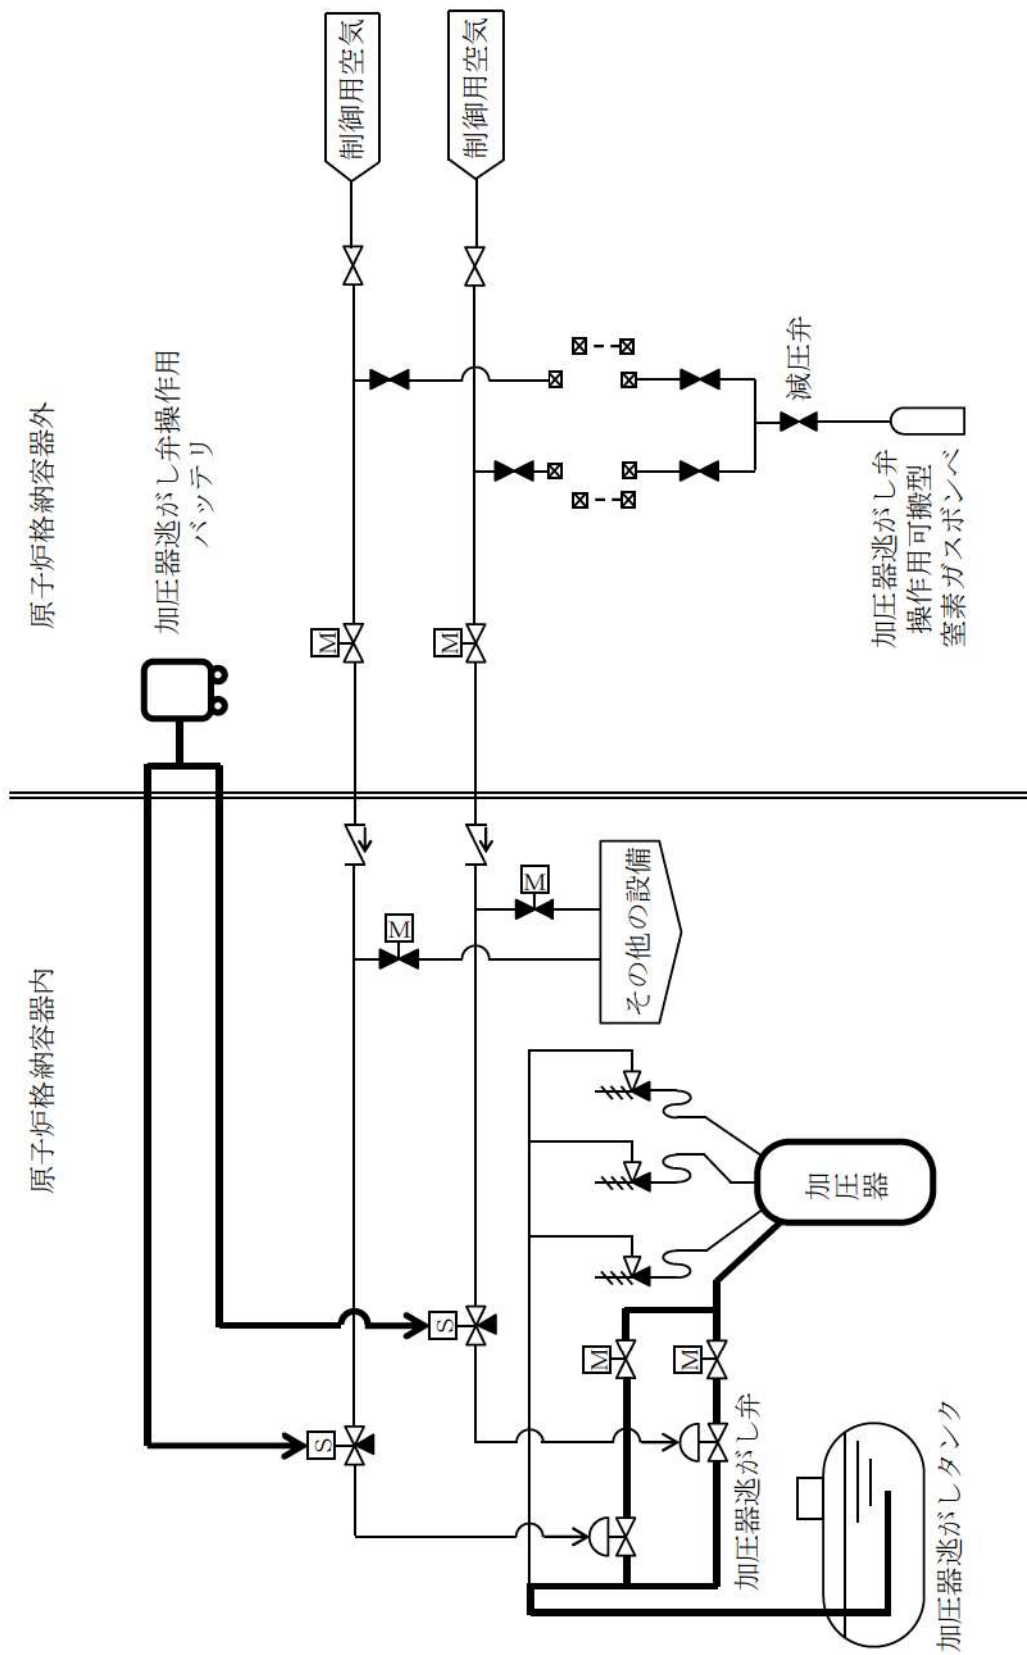 原子炉格納容器内
原子炉格納容器外
加圧器逃がし弁操作用
バッテリ
制御用空気
制御用空気
M
M
M
M
その他の設備
S
S
M
M
減圧弁
加圧器逃がし弁
操作用可搬型
窒素ガスボンベ
加圧器
加圧器逃がし弁
加圧器逃がしタンク